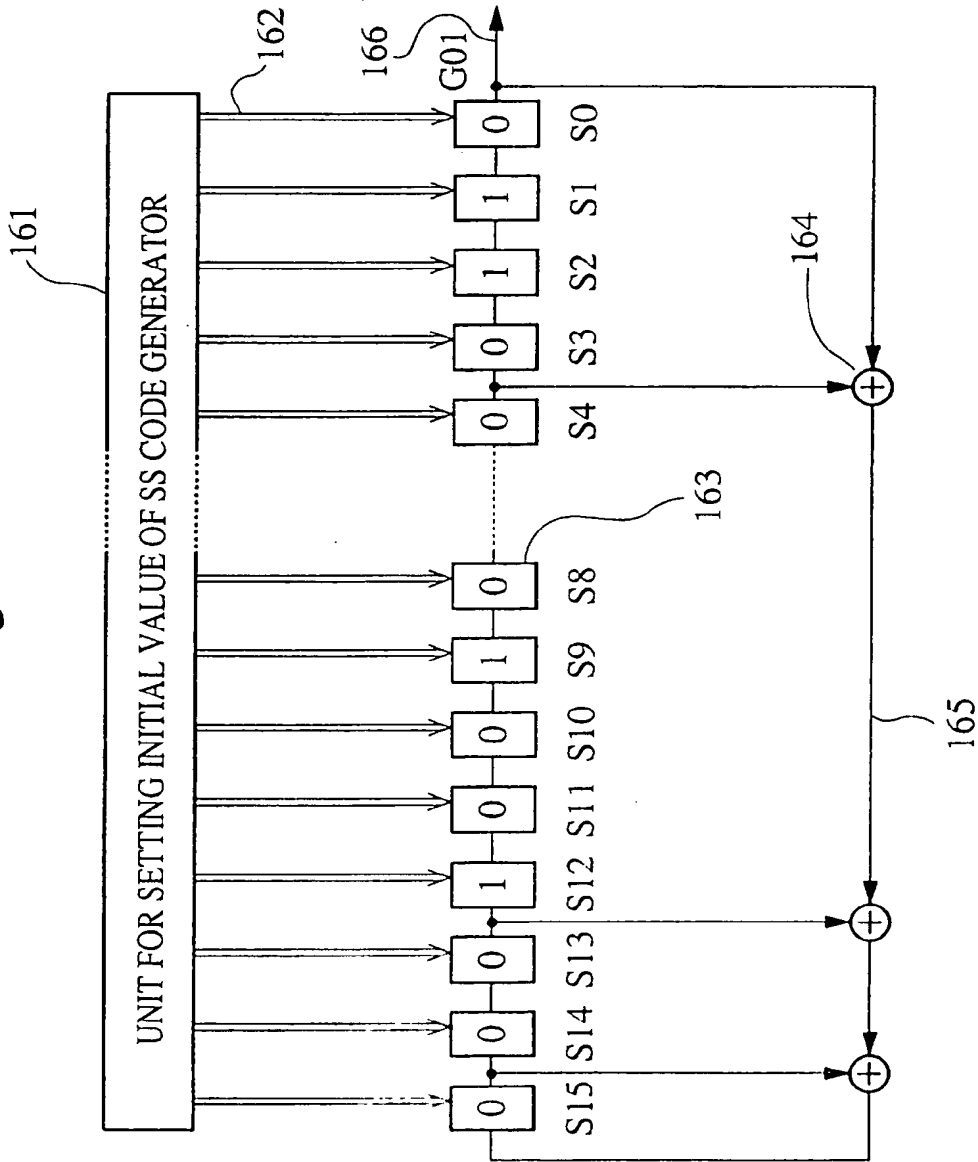 161
UNIT FOR SETTING INITIAL VALUE OF SS CODE GENERATOR
162
166
G01
0 0 0 1 0 0 1 0 0 0 1 1 0
S15 S14 S13 S12 S11 S10 S9 S8 S4 S3 S2 S1 S0
163
164
165